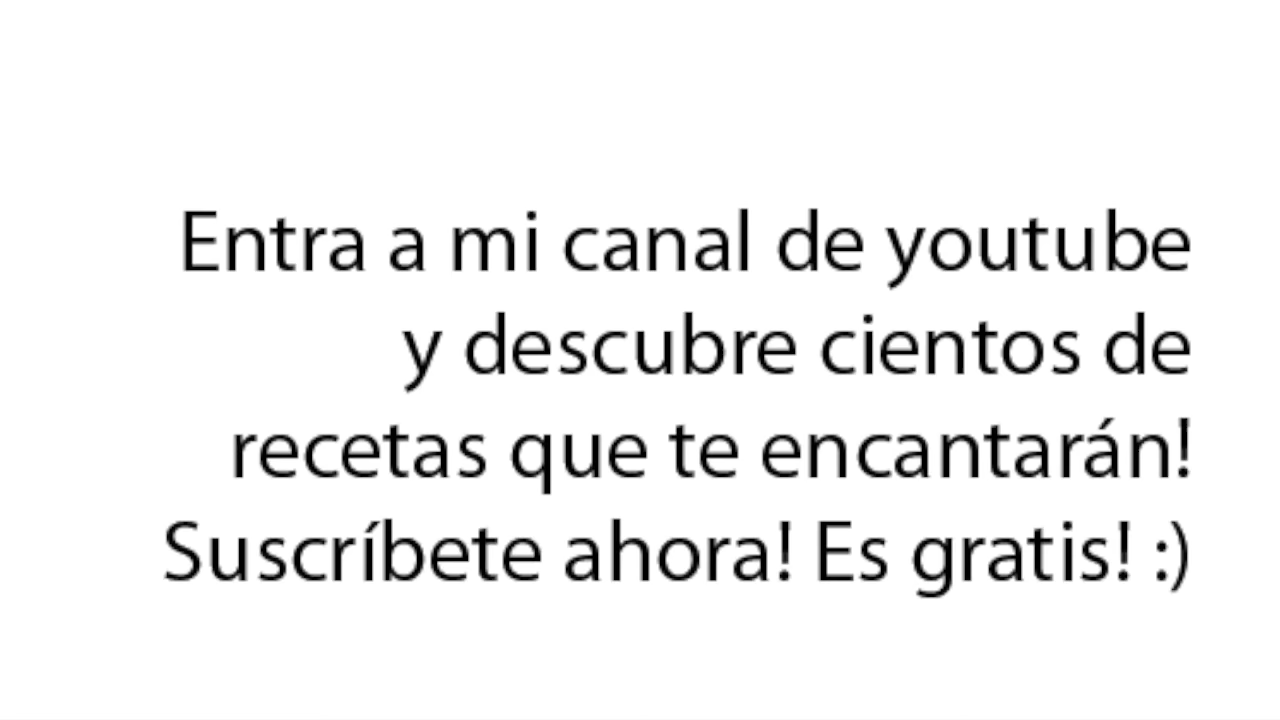 Entra a mi canal de youtube
y descubre cientos de
recetas que te encantarán!
Suscríbete ahora! Es gratis! :)